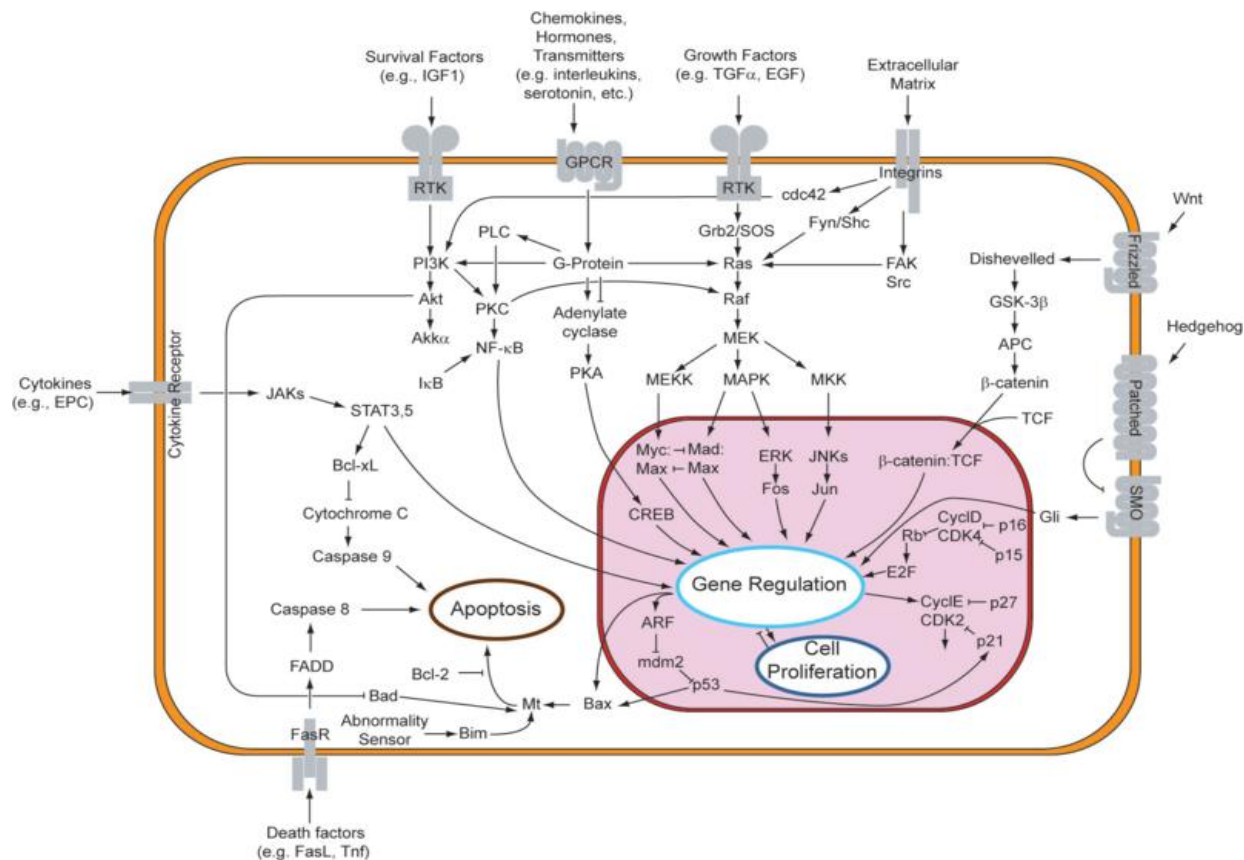 Chemokines,
Hormones,
Transmitters
(e.g. interleukins,
serotonin, etc.)
Survival Factors
(e.g., IGF1)
Growth Factors
(e.g. TGFα, EGF)
Extracellular
Matrix
RTK
GPCR
RTK
Integrins
cdc42
Grb2/SOS
Fyn/Shc
Wnt
Frizzled
PLC
PI3K
G-Protein
Ras
FAK
Src
Dishevelled
Akt
PKC
Adenylate
cyclase
Raf
GSK-3β
Hedgehog
Akkα
NF-κB
MEK
APC
Patched
IκB
PKA
MEKK
MAPK
MKK
β-catenin
TCF
Cytokines
(e.g., EPC)
Cytokine Receptor
JAKs
STAT3,5
Bcl-xL
Cytochrome C
Caspase 9
Myc:
Max
Mad:
Max
ERK
Fos
JNKs
Jun
β-catenin:TCF
CREB
SMO
Gli
CyclD
CDK4
p16
p15
Rb
E2F
Gene Regulation
CyclE
CDK2
p27
p21
Caspase 8
Apoptosis
ARF
mdm2
p53
Cell
Proliferation
FADD
Bcl-2
Bad
Mt
Bax
Abnormality
Sensor
Bim
FasR
Death factors
(e.g. FasL, Tnf)